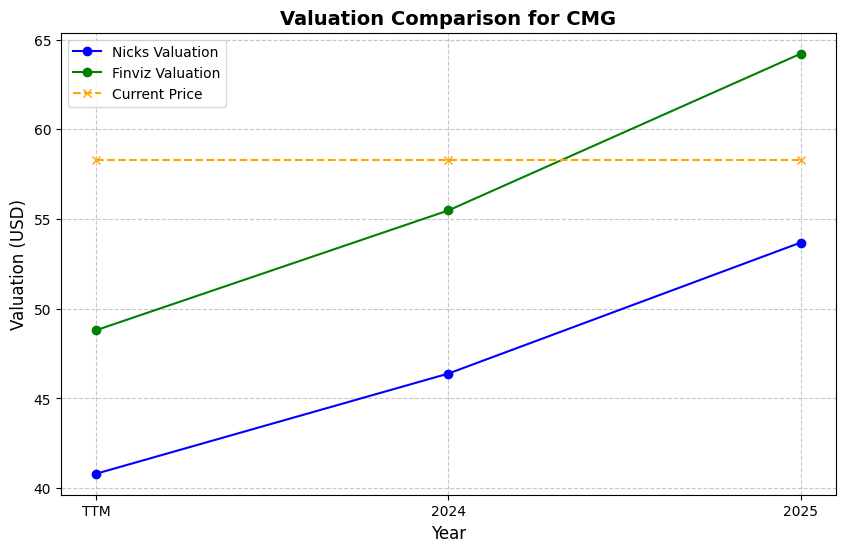 Valuation Comparison for CMG
Nicks Valuation
Finviz Valuation
Current Price
Valuation (USD)
65
60
55
50
45
40
TTM
2024
2025
Year